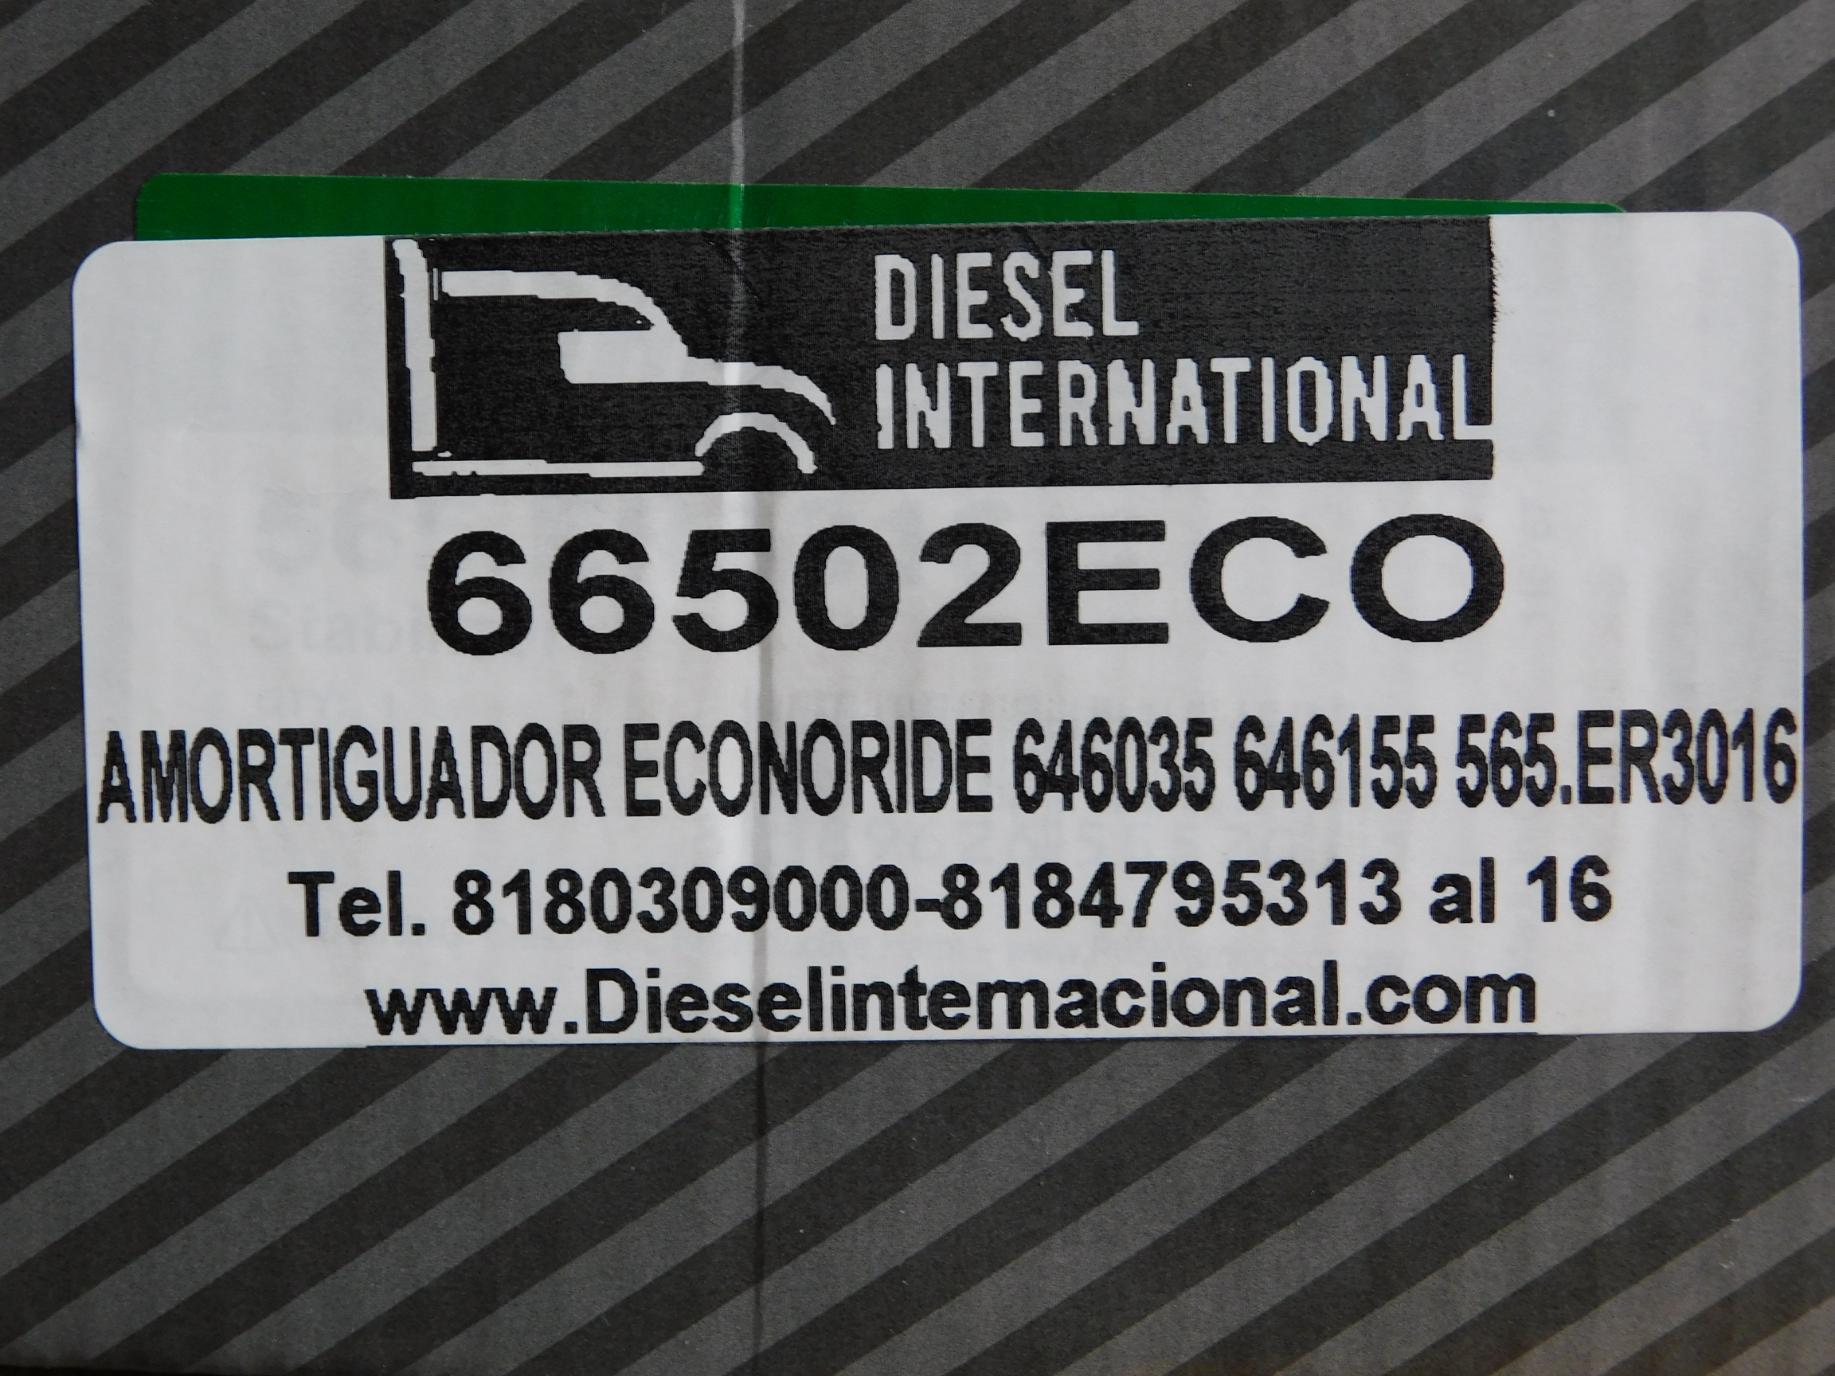 DIESEL
INTERNATIONAL
66502ECO
AMORTIGUADOR ECONORIDE 646035 646155 565.ER3016
Tel. 8180309000-8184795313 al 16
www.Dieselinternacional.com